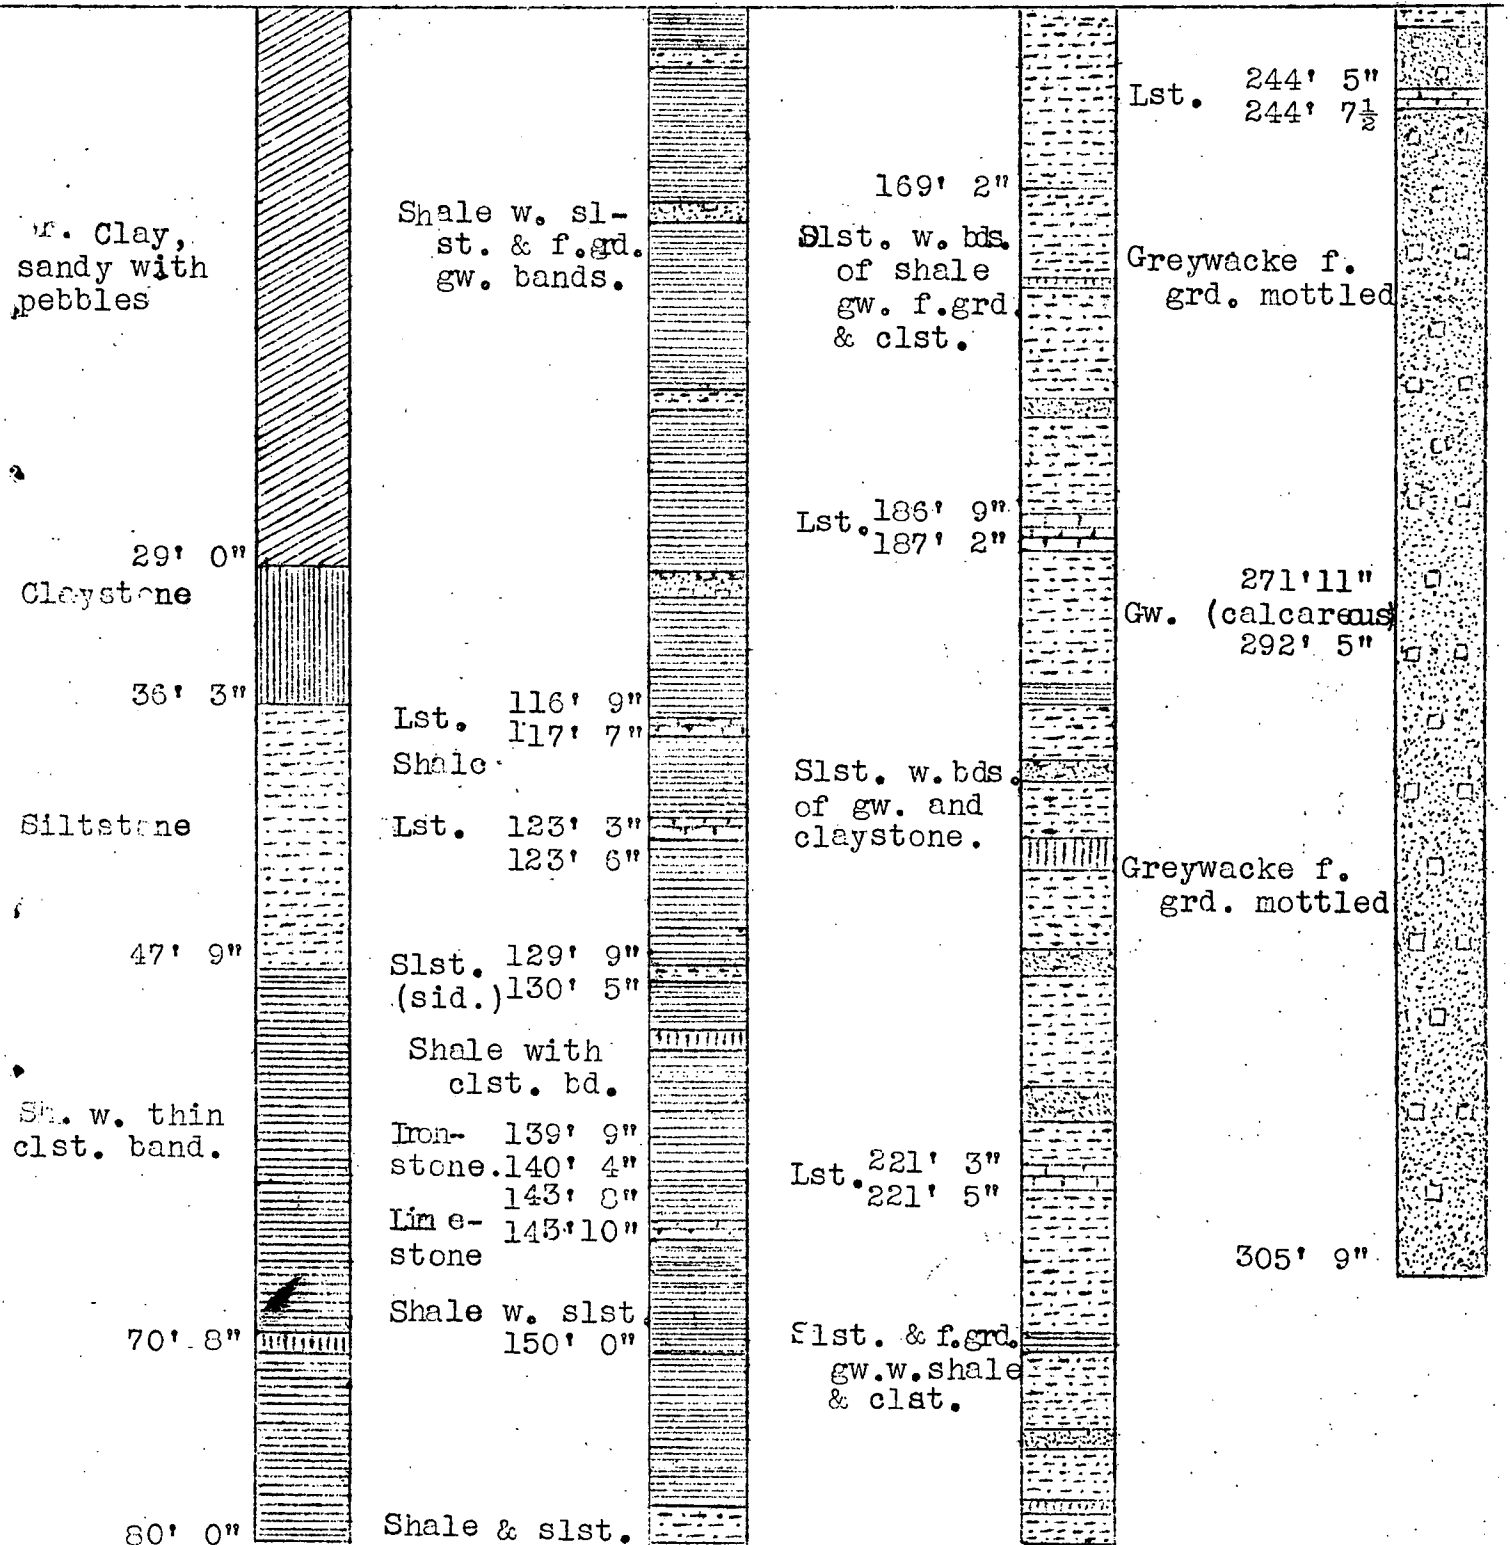 Clay,
sandy with
pebbles
29' 0"
Claystone
36' 3"
Siltstone
47' 9"
Sh. w. thin
clst. band.
70' 8"
80' 0"
Shale w. sl-
st. & f.gd.
gw. bands.
Lst. 116' 9"
117' 7"
Shale
Lst. 123' 3"
123' 6"
Slst. 129' 9"
(sid.) 130' 5"
Shale with
clst. bd.
Iron- 139' 9"
stone. 140' 4"
143' 8"
Lime- 143'10"
stone
Shale w. slst.
150' 0"
Shale & slst.
169' 2"
Slst. w. bds.
of shale
gw. f.grd.
& clst.
Lst. 186' 9"
187' 2"
Slst. w. bds.
of gw. and
claystone.
Lst. 221' 3"
221' 5"
Slst. & f.grd.
gw.w.shale
& clst.
Lst. 244' 5"
244' 7½
Greywacke f.
grd. mottled
271'11"
Gw. (calcareous)
292' 5"
Greywacke f.
grd. mottled
305' 9"